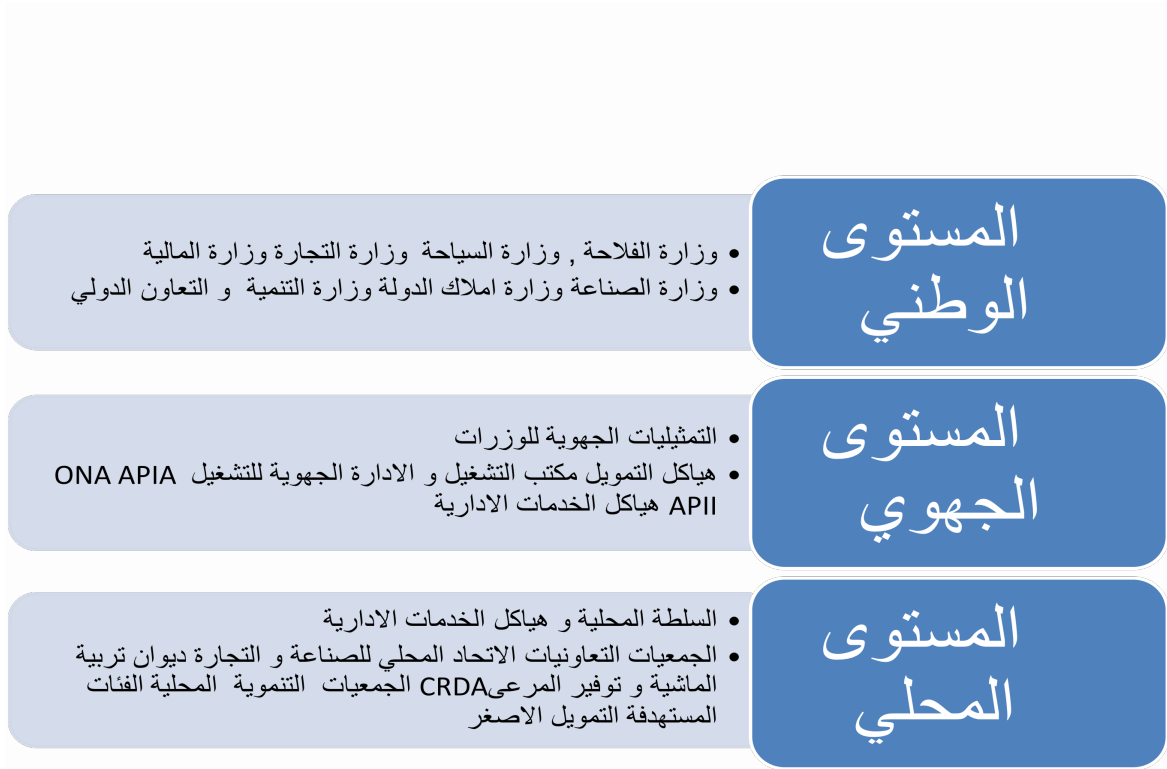 المستوى
الوطني
• وزارة الفلاحة , وزارة السياحة وزارة التجارة وزارة المالية
• وزارة الصناعة وزارة املاك الدولة وزارة التنمية و التعاون الدولي
المستوى
الجهوي
• التمثيليات الجهوية للوزرات
• هياكل التمويل مكتب التشغيل و الادارة الجهوية للتشغيل ONA APIA
APII هياكل الخدمات الادارية
المستوى
المحلي
• السلطة المحلية و هياكل الخدمات الادارية
• الجمعيات التعاونيات الاتحاد المحلي للصناعة و التجارة ديوان تربية
الماشية و توفير المرعىCRDA الجمعيات التنموية المحلية الفئات
المستهدفة التمويل الاصغر